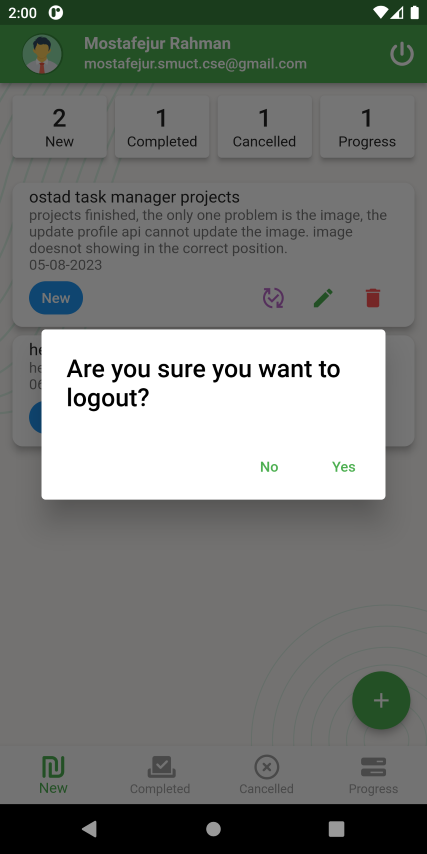 2:00
Mostafejur Rahman
mostafejur.smuct.cse@gmail.com
2
New
1
Completed
1
Cancelled
1
Progress
ostad task manager projects
projects finished, the only one problem is the image, the
update profile api cannot update the image. image
doesnot showing in the correct position.
05-08-2023
New
Are you sure you want to
logout?
No
Yes
New
Completed
Cancelled
Progress